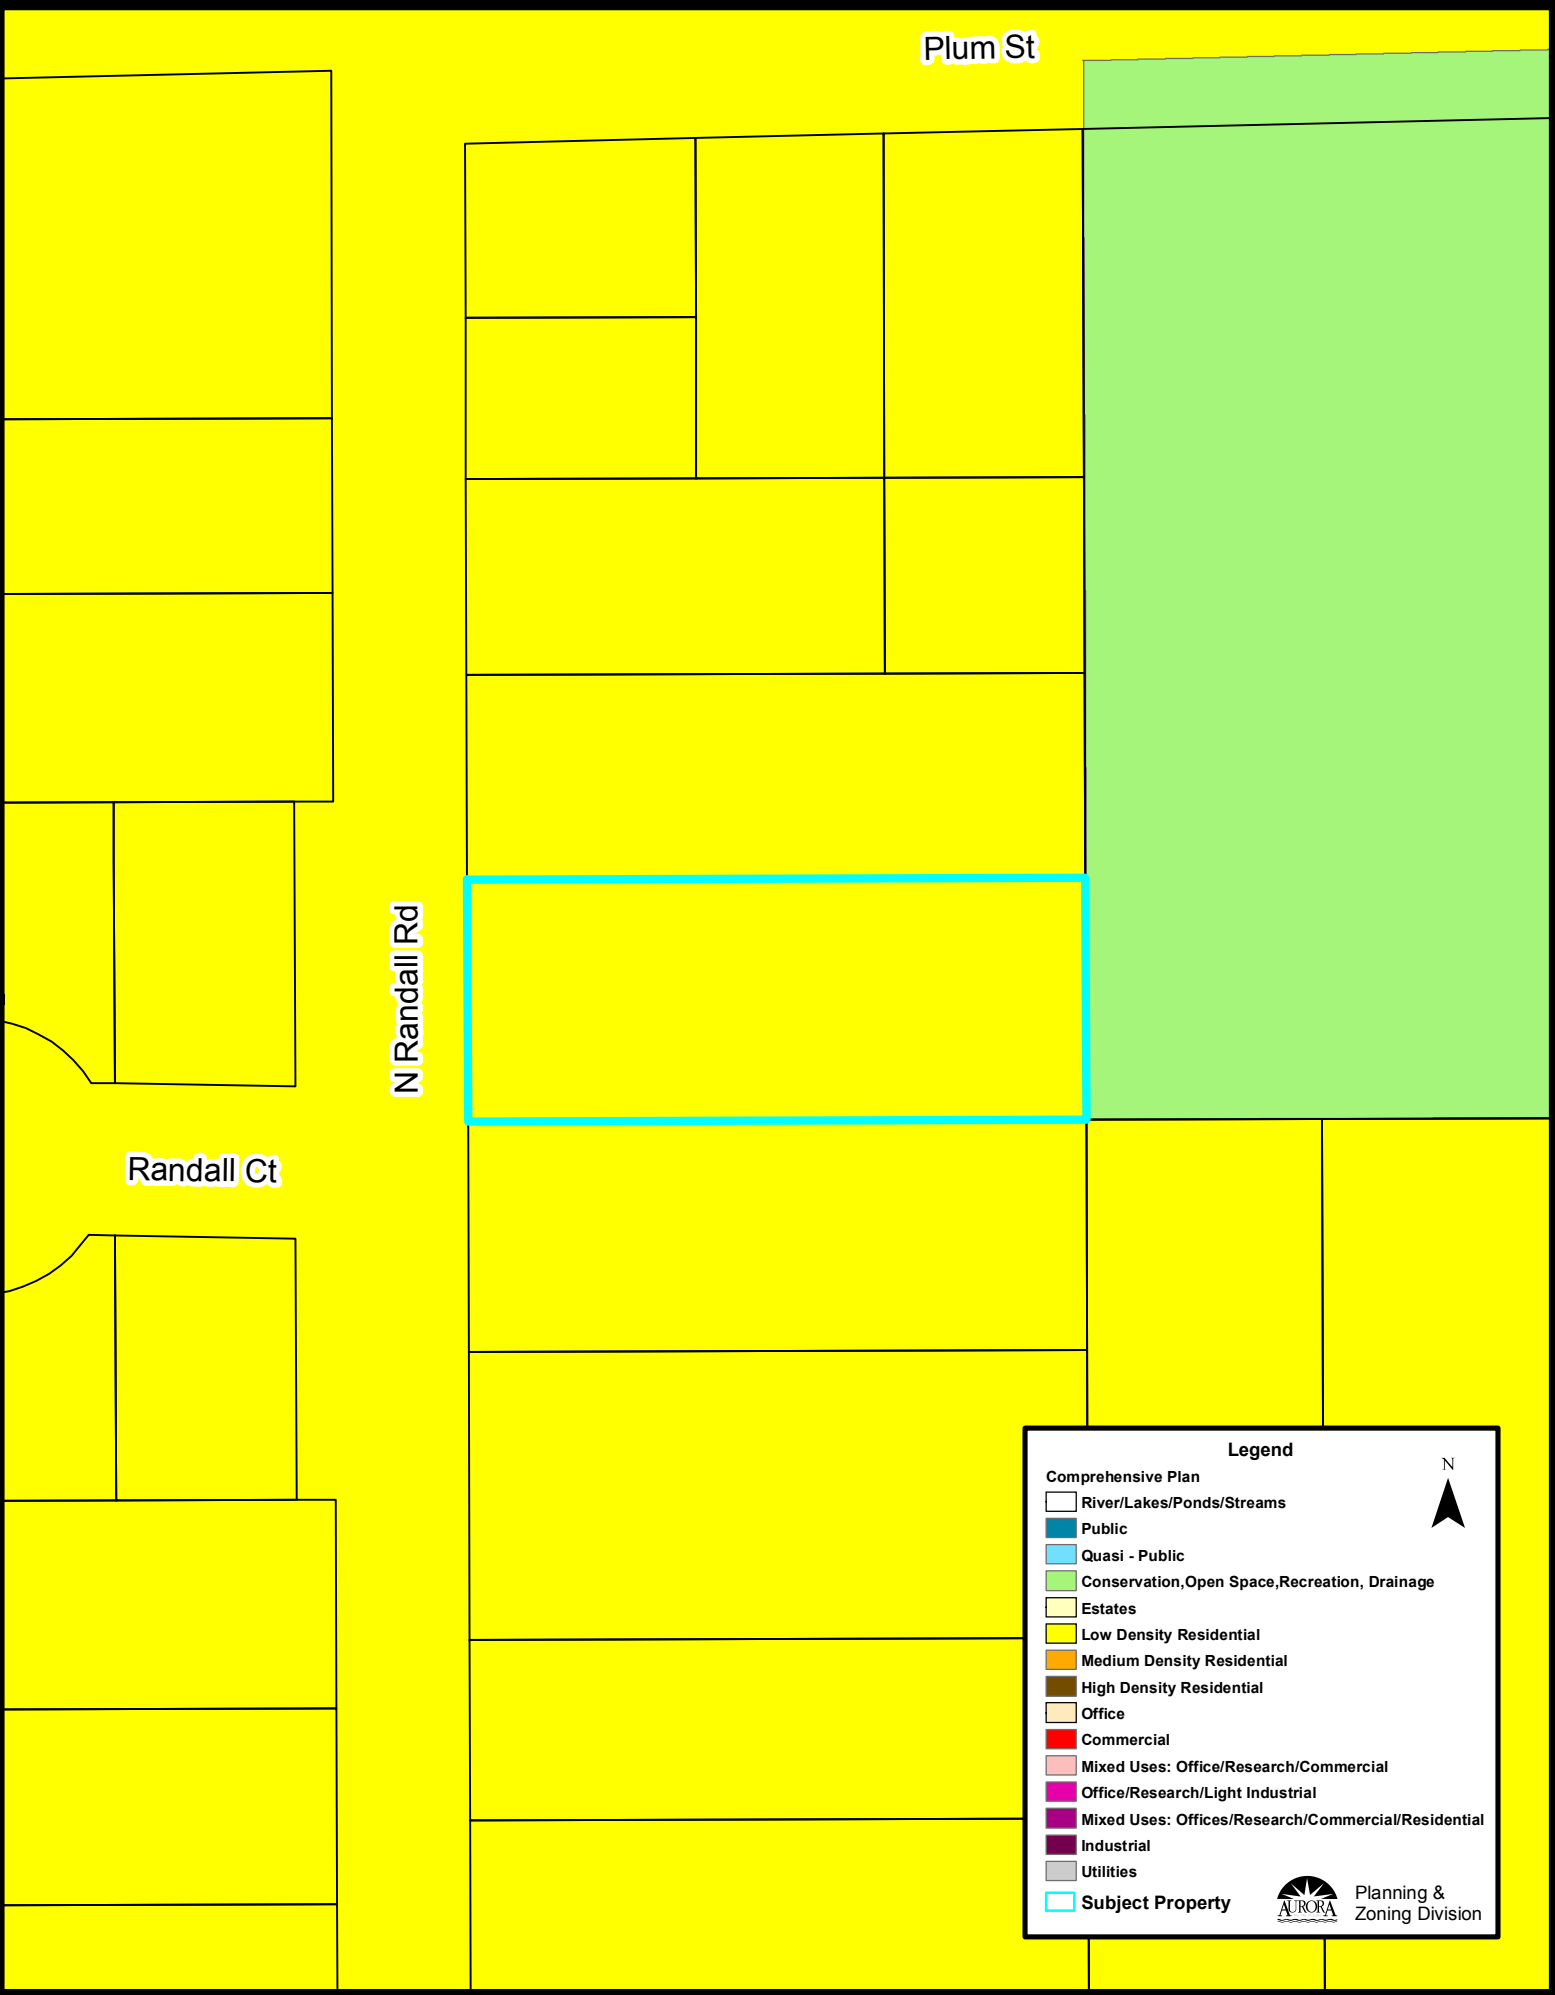 Plum St
N Randall Rd
Randall Ct
Legend
N
Comprehensive Plan
River/Lakes/Ponds/Streams
Public
Quasi - Public
Conservation,Open Space,Recreation, Drainage
Estates
Low Density Residential
Medium Density Residential
High Density Residential
Office
Commercial
Mixed Uses: Office/Research/Commercial
Office/Research/Light Industrial
Mixed Uses: Offices/Research/Commercial/Residential
Industrial
Utilities
Subject Property
AURORA
Planning &
Zoning Division